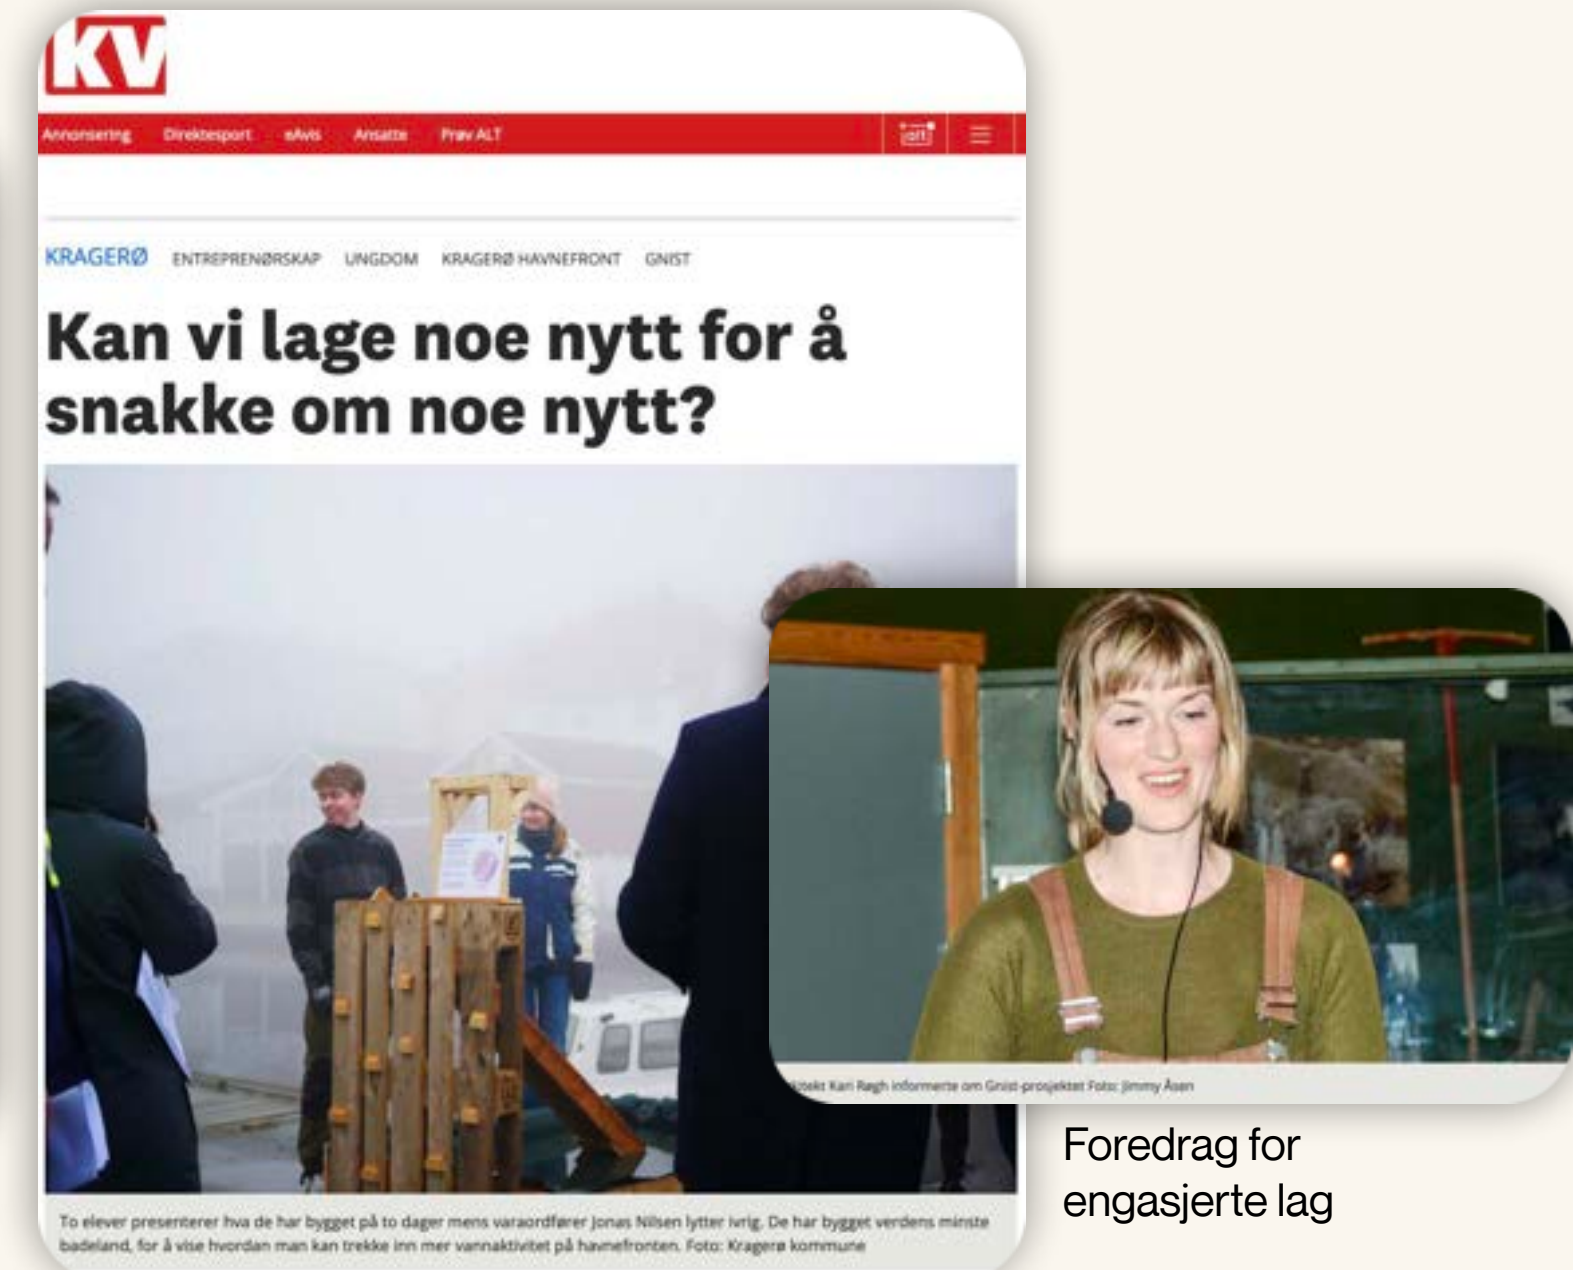 KV
Annonsering Direktesport eAvis Ansatte Prøv ALT alt
KRAGERØ ENTREPRENØRSKAP UNGDOM KRAGERØ HAVNEFRONT GNIST
Kan vi lage noe nytt for å
snakke om noe nytt?
To elever presenterer hva de har bygget på to dager mens varaordfører Jonas Nilsen lytter ivrig. De har bygget verdens minste
badeland, for å vise hvordan man kan trekke inn mer vannaktivitet på havnefronten. Foto: Kragerø kommune
Kari Røgh informerte om Gnist-prosjektet Foto: Jimmy Åsen
Foredrag for
engasjerte lag